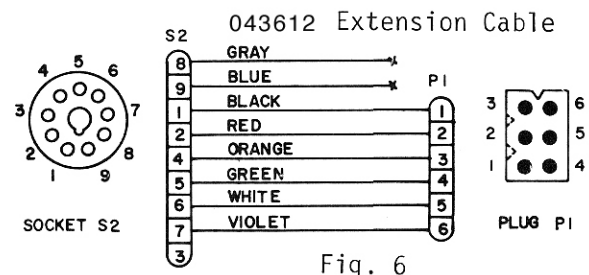 043612 Extension Cable
S2
8 GRAY
9 BLUE
1 BLACK
2 RED
4 ORANGE
5 GREEN
6 WHITE
7 VIOLET
3
P1
1
2
3
4
5
6
1
2
3
4
5
6
7
8
9
SOCKET S2
3 6
2 5
1 4
PLUG P1
Fig. 6